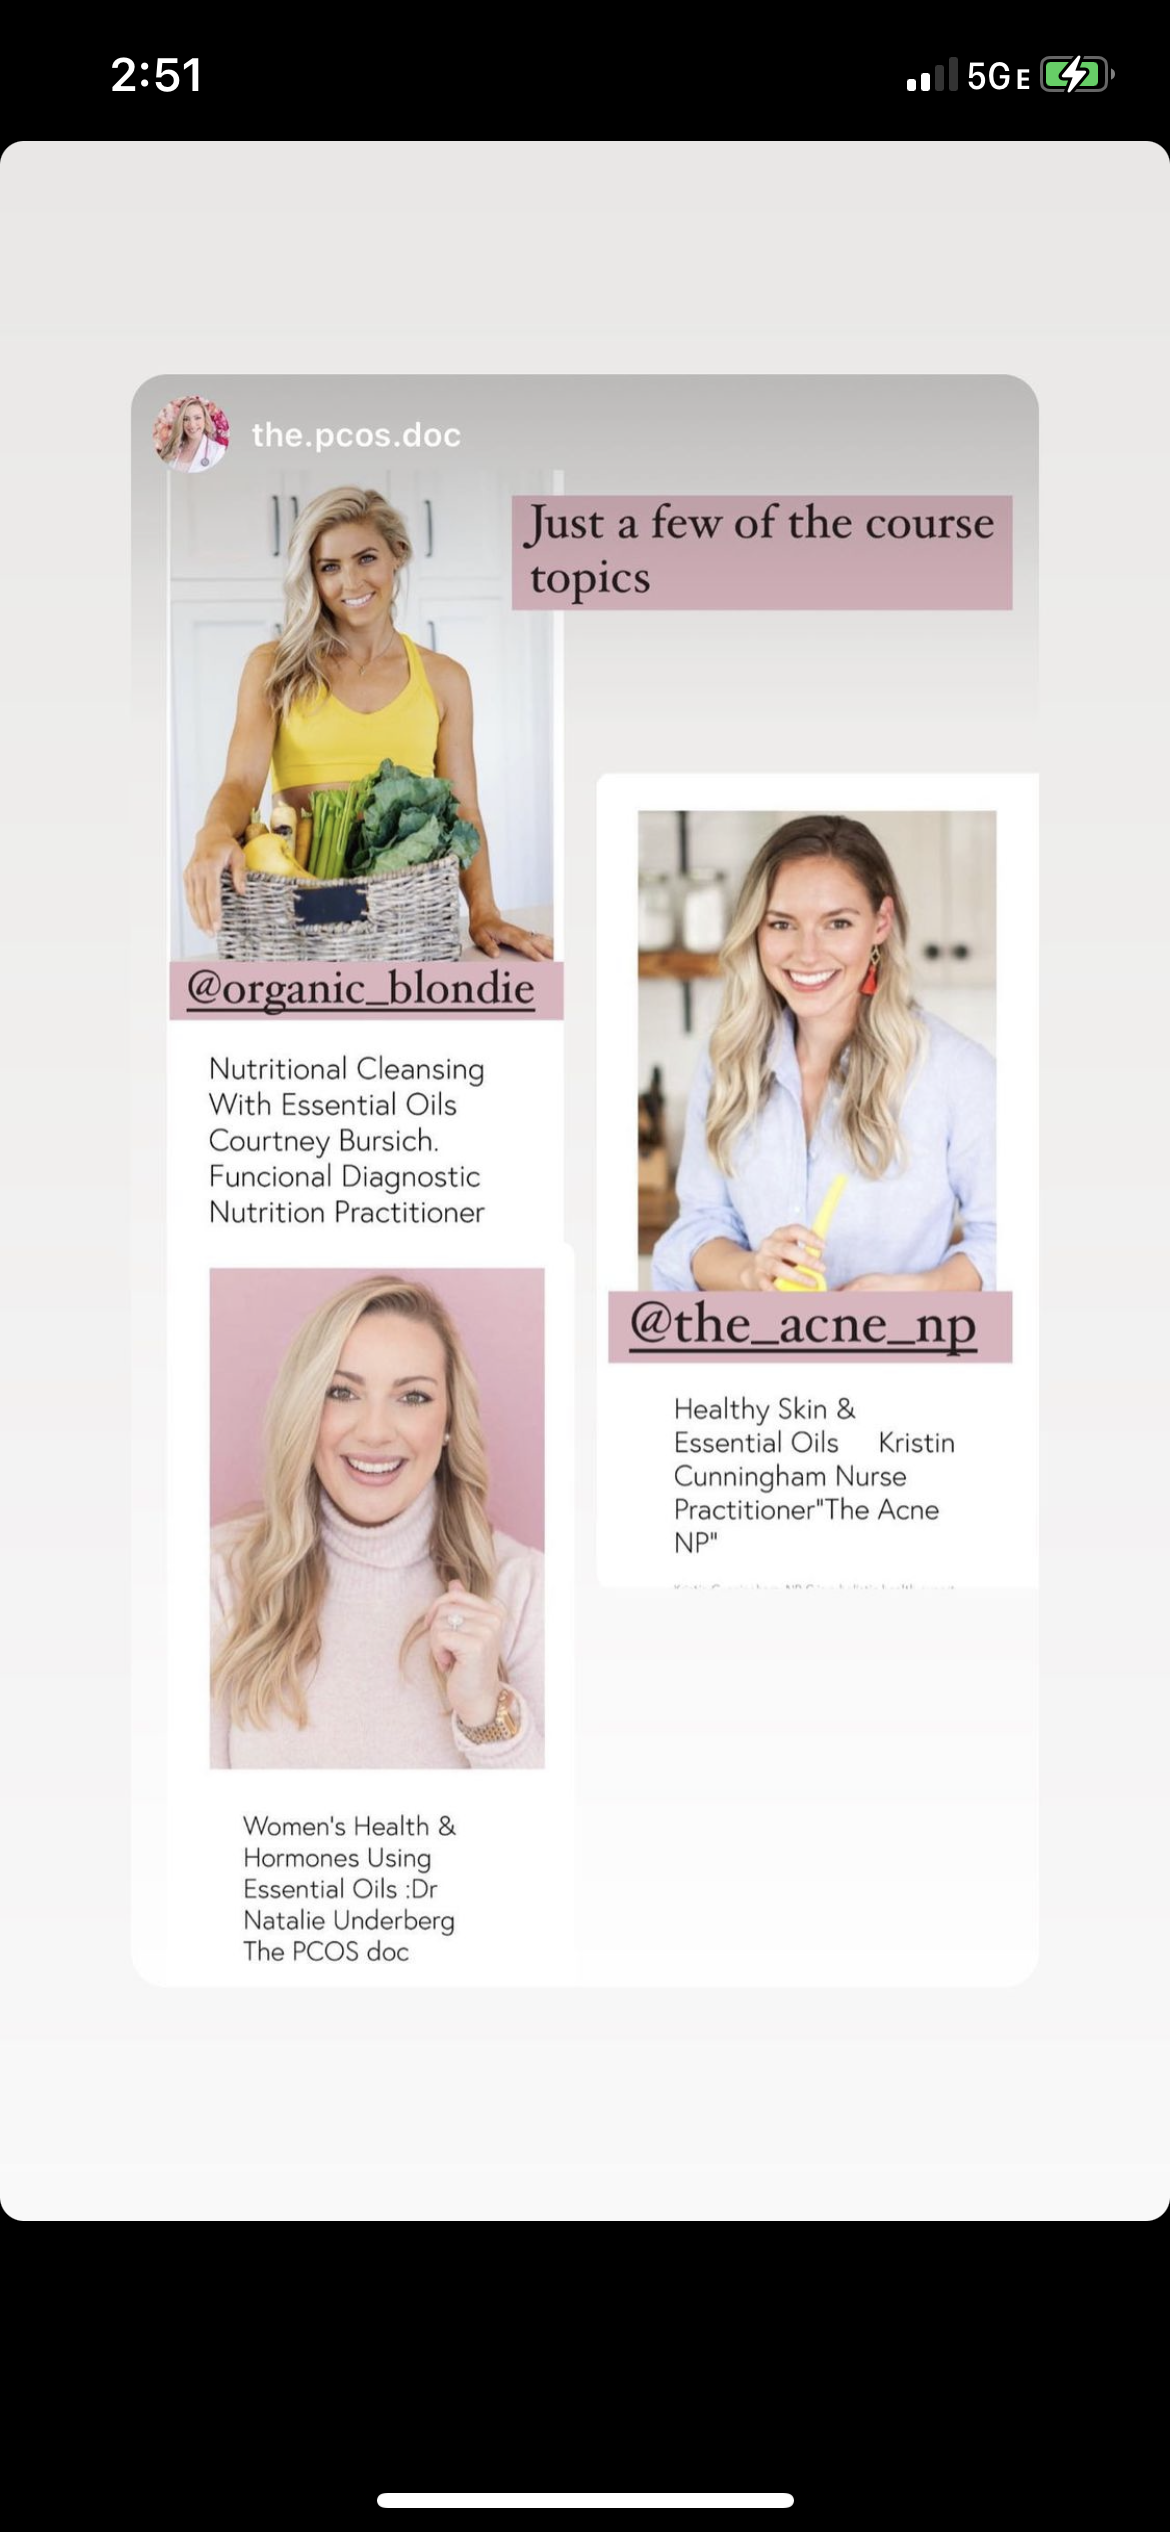 2:51
5G E
the.pcos.doc
Just a few of the course
topics
@organic_blondie
Nutritional Cleansing
With Essential Oils
Courtney Bursich.
Funcional Diagnostic
Nutrition Practitioner
@the_acne_np
Healthy Skin &
Essential Oils Kristin
Cunningham Nurse
Practitioner"The Acne
NP"
Women's Health &
Hormones Using
Essential Oils :Dr
Natalie Underberg
The PCOS doc